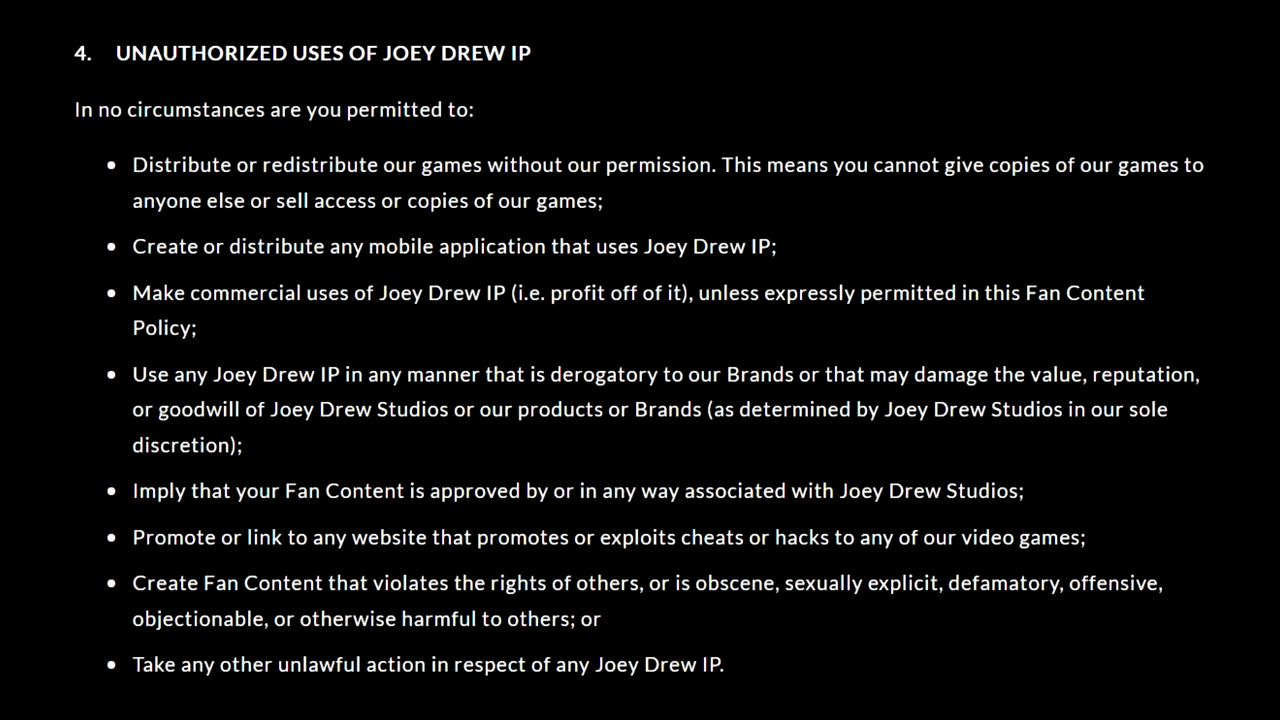 4. UNAUTHORIZED USES OF JOEY DREW IP
In no circumstances are you permitted to:
• Distribute or redistribute our games without our permission. This means you cannot give copies of our games to
anyone else or sell access or copies of our games;
• Create or distribute any mobile application that uses Joey Drew IP;
• Make commercial uses of Joey Drew IP (i.e. profit off of it), unless expressly permitted in this Fan Content
Policy;
• Use any Joey Drew IP in any manner that is derogatory to our Brands or that may damage the value, reputation,
or goodwill of Joey Drew Studios or our products or Brands (as determined by Joey Drew Studios in our sole
discretion);
• Imply that your Fan Content is approved by or in any way associated with Joey Drew Studios;
• Promote or link to any website that promotes or exploits cheats or hacks to any of our video games;
• Create Fan Content that violates the rights of others, or is obscene, sexually explicit, defamatory, offensive,
objectionable, or otherwise harmful to others; or
• Take any other unlawful action in respect of any Joey Drew IP.